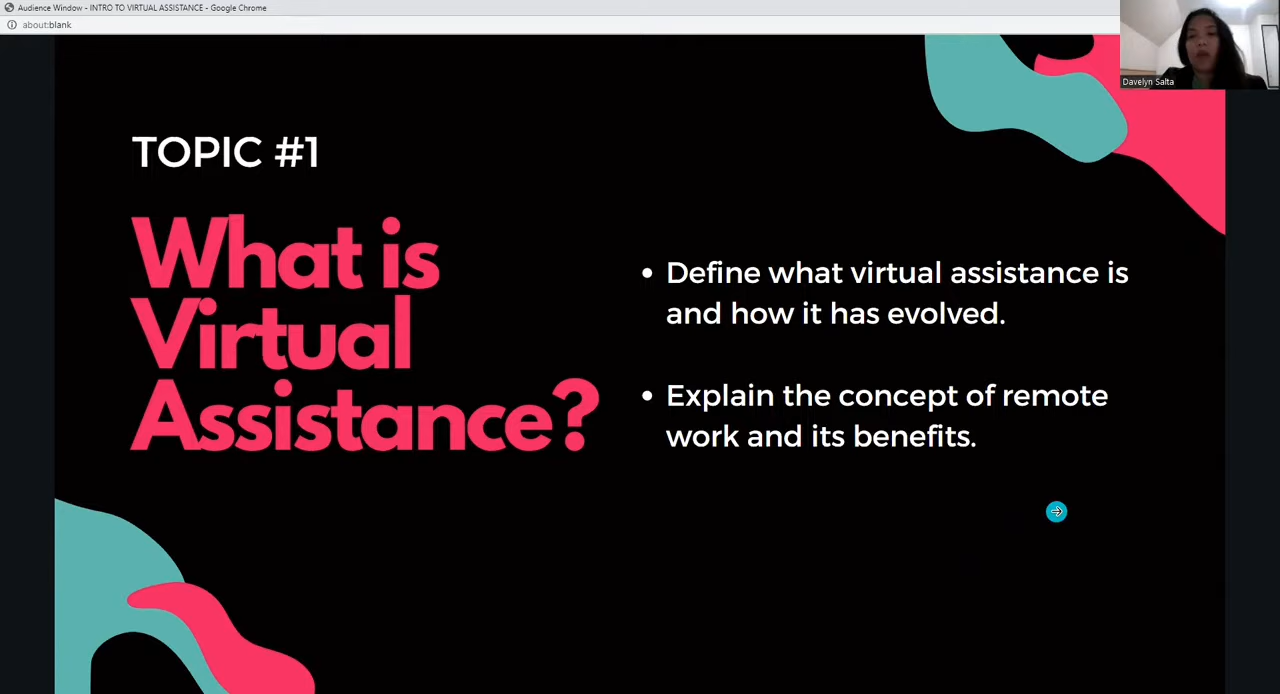 Audience Window - INTRO TO VIRTUAL ASSISTANCE - Google Chrome
about:blank
Davelyn Salta
TOPIC #1
What is
Virtual
Assistance?
• Define what virtual assistance is
and how it has evolved.
• Explain the concept of remote
work and its benefits.